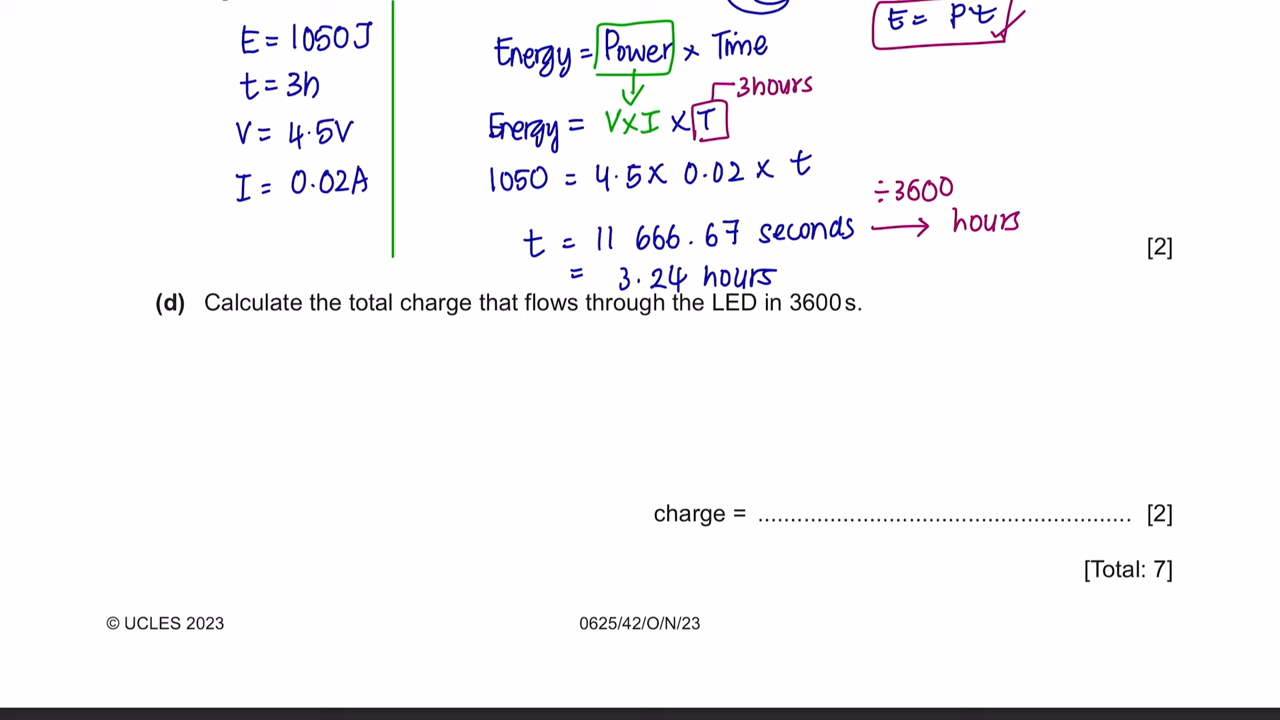 E = Pt
E = 1050J
Energy = Power × Time
t = 3h
3hours
V = 4.5V
Energy = V×I × T
I = 0.02A
1050 = 4.5 × 0.02 × t
÷3600
t = 11 666.67 seconds → hours
[2]
= 3.24 hours
(d) Calculate the total charge that flows through the LED in 3600 s.
charge = ......................................................... [2]
[Total: 7]
© UCLES 2023
0625/42/O/N/23